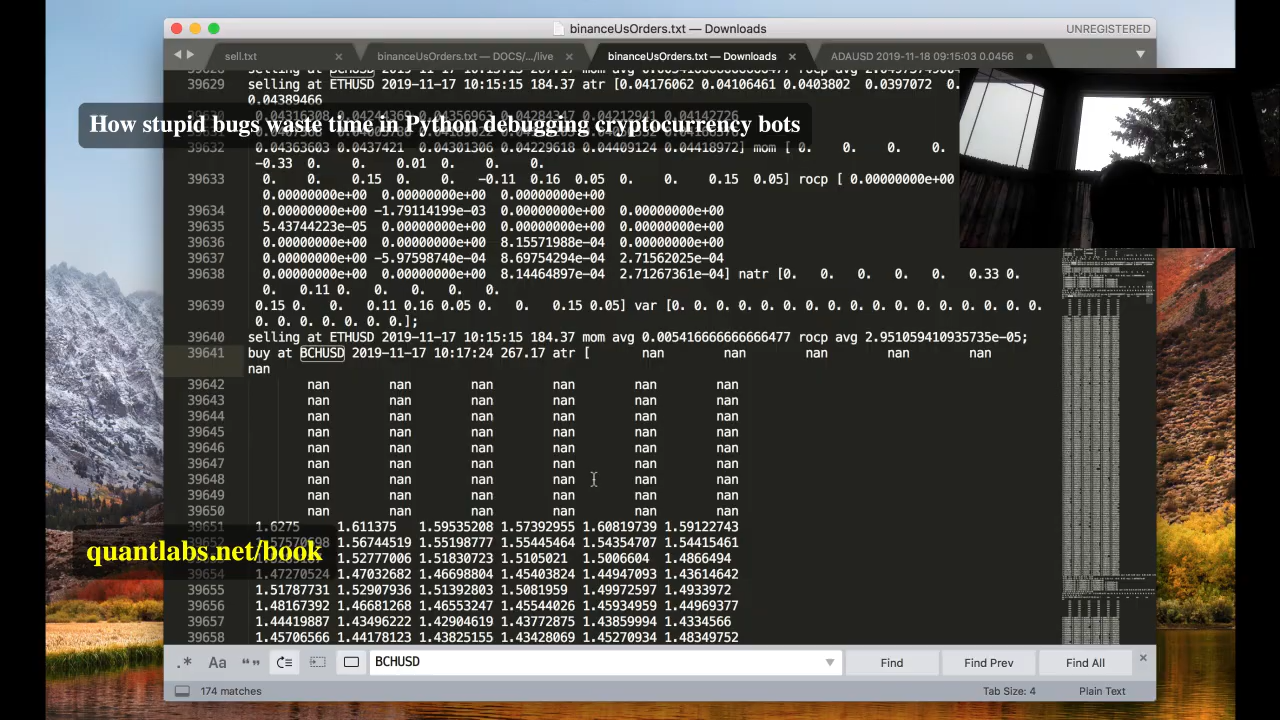 binanceUsOrders.txt — Downloads
UNREGISTERED
sell.txt
binanceUsOrders.txt — DOCS/.../live
binanceUsOrders.txt — Downloads
ADAUSD 2019-11-18 09:15:03 0.0456
39629 selling at ETHUSD 2019-11-17 10:15:15 184.37 atr [0.04176062 0.04106461 0.0403802 0.0397072 0.
0.04389466
How stupid bugs waste time in Python debugging cryptocurrency bots
39632 0.04363603 0.0437421 0.04301306 0.04229618 0.04409124 0.04418972] mom [ 0. 0. 0. 0.
−0.33 0. 0. 0.01 0. 0. 0.
39633 0. 0. 0.15 0. 0. −0.11 0.16 0.05 0. 0. 0.15 0.05] rocp [ 0.00000000e+00
0.00000000e+00 0.00000000e+00 0.00000000e+00
39634 0.00000000e+00 −1.79114199e−03 0.00000000e+00 0.00000000e+00
39635 5.43744223e−05 0.00000000e+00 0.00000000e+00 0.00000000e+00
39636 0.00000000e+00 0.00000000e+00 8.15571988e−04 0.00000000e+00
39637 0.00000000e+00 −5.97598740e−04 8.69754294e−04 2.71562025e−04
39638 0.00000000e+00 0.00000000e+00 8.14464897e−04 2.71267361e−04] natr [0. 0. 0. 0. 0. 0.33 0.
0. 0.11 0. 0. 0. 0. 0.
39639 0.15 0. 0. 0.11 0.16 0.05 0. 0. 0.15 0.05] var [0. 0. 0. 0. 0. 0. 0. 0. 0. 0. 0. 0. 0. 0.
0. 0. 0. 0. 0. 0. 0.];
39640 selling at ETHUSD 2019-11-17 10:15:15 184.37 mom avg 0.005416666666666477 rocp avg 2.951059410935735e-05;
39641 buy at BCHUSD 2019-11-17 10:17:24 267.17 atr [ nan nan nan nan nan
nan
39642 nan nan nan nan nan nan
39643 nan nan nan nan nan nan
39644 nan nan nan nan nan nan
39645 nan nan nan nan nan nan
39646 nan nan nan nan nan nan
39647 nan nan nan nan nan nan
39648 nan nan nan nan nan nan
39649 nan nan nan nan nan nan
39650 nan nan nan nan nan nan
39651 1.6275 1.611375 1.59535208 1.57392955 1.60819739 1.59122743
1.56744519 1.55198777 1.55445464 1.54354707 1.54415461
quantlabs.net/book
1.51830723 1.5105021 1.5006604 1.4866494
39654 1.47270524 1.46698804 1.45403824 1.44947093 1.43614642
39655 1.51787731 1.51392803 1.5081359 1.49972597 1.4933972
39656 1.48167392 1.46681268 1.46553247 1.45544026 1.45934959 1.44969377
39657 1.44419887 1.43496222 1.42904619 1.43772875 1.43859994 1.4334566
39658 1.45706566 1.44178123 1.43825155 1.43428069 1.45270934 1.48349752
.* Aa “” BCHUSD Find Find Prev Find All
174 matches
Tab Size: 4
Plain Text